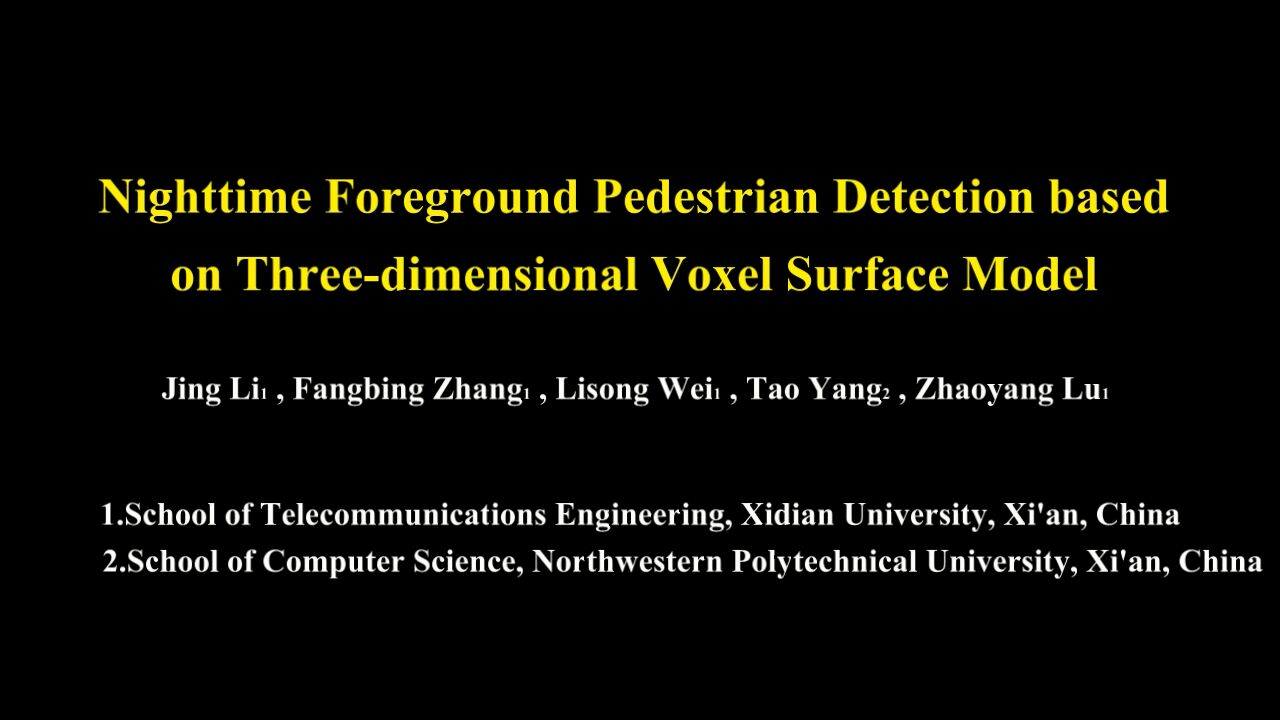 Nighttime Foreground Pedestrian Detection based
on Three-dimensional Voxel Surface Model
Jing Li1 , Fangbing Zhang1 , Lisong Wei1 , Tao Yang2 , Zhaoyang Lu1
1.School of Telecommunications Engineering, Xidian University, Xi'an, China
2.School of Computer Science, Northwestern Polytechnical University, Xi'an, China